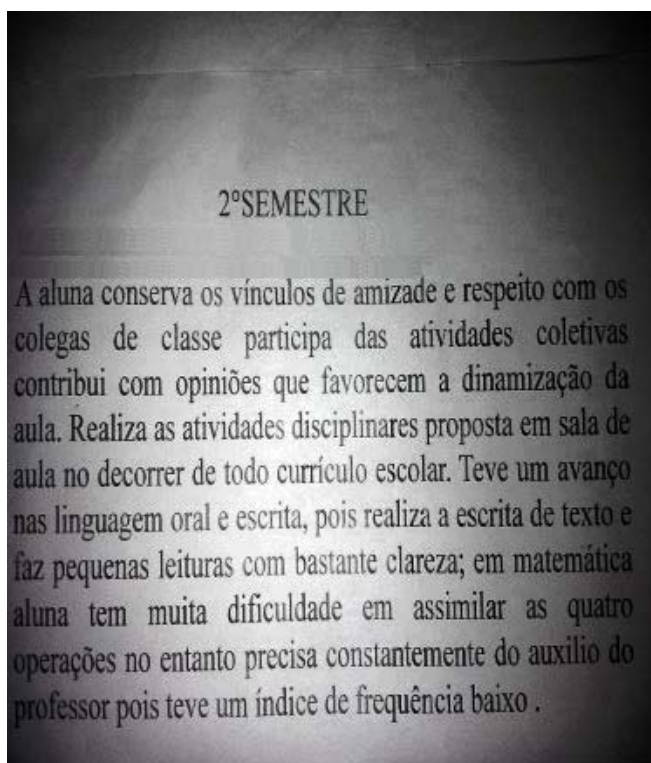 2ºSEMESTRE
A aluna conserva os vínculos de amizade e respeito com os
colegas de classe participa das atividades coletivas
contribui com opiniões que favorecem a dinamização da
aula. Realiza as atividades disciplinares proposta em sala de
aula no decorrer de todo currículo escolar. Teve um avanço
nas linguagem oral e escrita, pois realiza a escrita de texto e
faz pequenas leituras com bastante clareza; em matemática
aluna tem muita dificuldade em assimilar as quatro
operações no entanto precisa constantemente do auxilio do
professor pois teve um índice de frequência baixo .